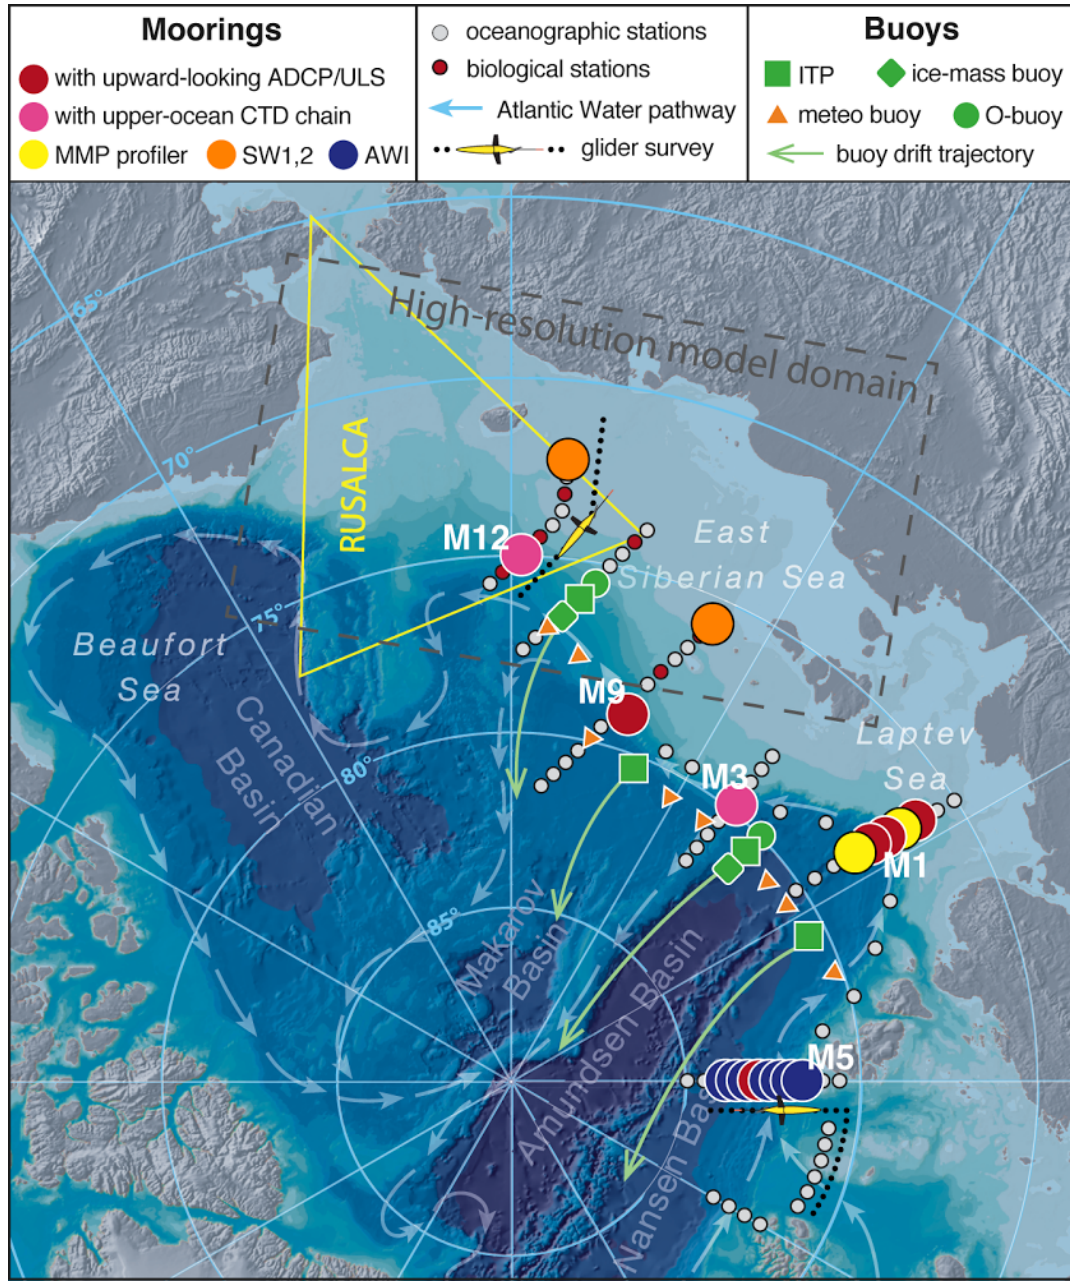 Moorings
with upward-looking ADCP/ULS
with upper-ocean CTD chain
MMP profiler SW1,2 AWI
oceanographic stations
biological stations
Atlantic Water pathway
glider survey
Buoys
ITP ice-mass buoy
meteo buoy O-buoy
buoy drift trajectory
65°
High-resolution model domain
70°
RUSALCA
M12
East
Siberian Sea
75°
Beaufort
Sea
M9
Canadian
Basin
Laptev
Sea
80°
M3
M1
85°
Makarov
Basin
Amundsen Basin
M5
Nansen Ba